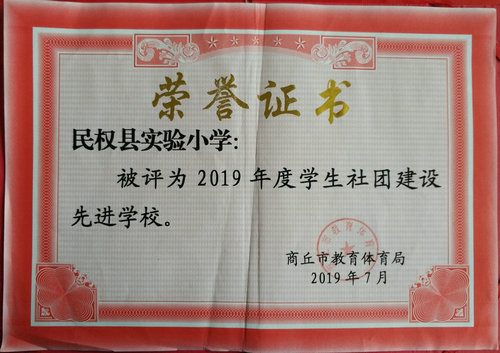 荣誉证书
民权县实验小学:
被评为 2019 年度学生社团建设
先进学校。
商丘市教育体育局
2019 年 7 月